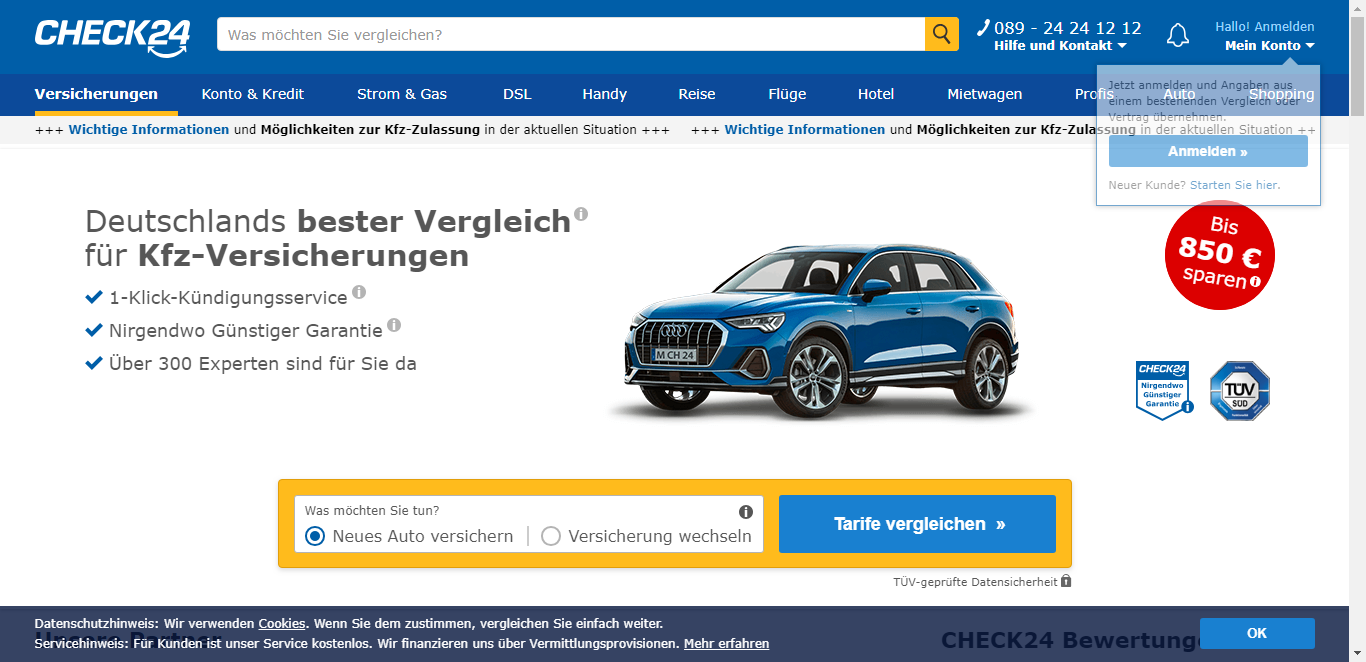 CHECK24
Was möchten Sie vergleichen?
089 - 24 24 12 12
Hilfe und Kontakt
Hallo! Anmelden
Mein Konto
Versicherungen Konto & Kredit Strom & Gas DSL Handy Reise Flüge Hotel Mietwagen Profis Auto Shopping
Jetzt anmelden und Angaben aus
einem bestehenden Vergleich oder
Vertrag übernehmen.
Anmelden »
Neuer Kunde? Starten Sie hier.
+++ Wichtige Informationen und Möglichkeiten zur Kfz-Zulassung in der aktuellen Situation +++ +++ Wichtige Informationen und Möglichkeiten zur Kfz-Zulassung in der aktuellen Situation ++
Deutschlands bester Vergleich
für Kfz-Versicherungen
1-Klick-Kündigungsservice
Nirgendwo Günstiger Garantie
Über 300 Experten sind für Sie da
M CH 24
Bis
850 €
sparen
CHECK24
Nirgendwo
Günstiger
Garantie
TÜV
SÜD
Was möchten Sie tun?
Neues Auto versichern
Versicherung wechseln
Tarife vergleichen »
TÜV-geprüfte Datensicherheit
Datenschutzhinweis: Wir verwenden Cookies. Wenn Sie dem zustimmen, vergleichen Sie einfach weiter.
Servicehinweis: Für Kunden ist unser Service kostenlos. Wir finanzieren uns über Vermittlungsprovisionen. Mehr erfahren
OK
Unsere Partner
CHECK24 Bewertunge